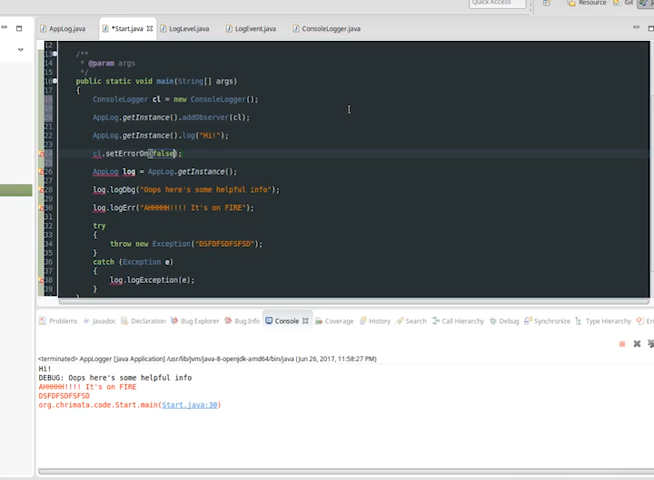 Quick Access
Resource
Git
AppLog.java
*Start.java
LogLevel.java
LogEvent.java
ConsoleLogger.java
12
13
/**
14
* @param args
15
*/
16
public static void main(String[] args)
17
{
18
ConsoleLogger cl = new ConsoleLogger();
19
20
AppLog.getInstance().addObserver(cl);
21
22
AppLog.getInstance().log("Hi!");
23
24
cl.setErrorOn(false);
25
26
AppLog log = AppLog.getInstance();
27
28
log.logDbg("Oops here's some helpful info");
29
30
log.logErr("AHHHHH!!!! It's on FIRE");
31
32
try
33
{
34
throw new Exception("DSFDFSDFSFSD");
35
}
36
catch (Exception e)
37
{
38
log.logException(e);
39
}
Problems
Javadoc
Declaration
Bug Explorer
Bug Info
Console
Coverage
History
Search
Call Hierarchy
Debug
Synchronize
Type Hierarchy
<terminated> AppLogger [Java Application] /usr/lib/jvm/java-8-openjdk-amd64/bin/java (Jun 26, 2017, 11:58:27 PM)
Hi!
DEBUG: Oops here's some helpful info
AHHHHH!!!! It's on FIRE
DSFDFSDFSFSD
org.chrimata.code.Start.main(Start.java:30)